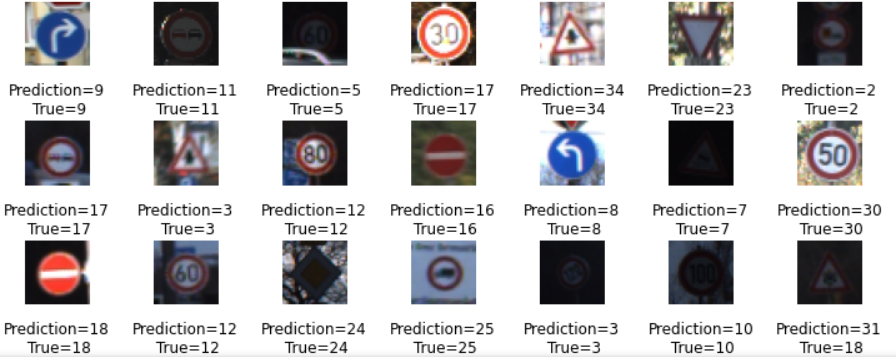 60
30
Prediction=9 Prediction=11 Prediction=5 Prediction=17 Prediction=34 Prediction=23 Prediction=2
True=9 True=11 True=5 True=17 True=34 True=23 True=2
80
50
Prediction=17 Prediction=3 Prediction=12 Prediction=16 Prediction=8 Prediction=7 Prediction=30
True=17 True=3 True=12 True=16 True=8 True=7 True=30
60
100
Prediction=18 Prediction=12 Prediction=24 Prediction=25 Prediction=3 Prediction=10 Prediction=31
True=18 True=12 True=24 True=25 True=3 True=10 True=18